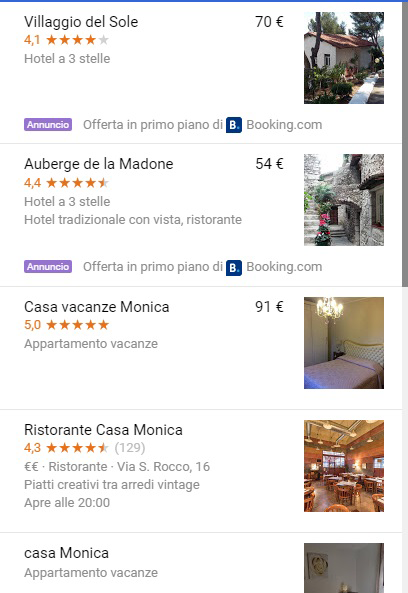 Villaggio del Sole 70 €
4,1
Hotel a 3 stelle
Annuncio Offerta in primo piano di B. Booking.com
Auberge de la Madone 54 €
4,4
Hotel a 3 stelle
Hotel tradizionale con vista, ristorante
Annuncio Offerta in primo piano di B. Booking.com
Casa vacanze Monica 91 €
5,0
Appartamento vacanze
Ristorante Casa Monica
4,3 (129)
€€ · Ristorante · Via S. Rocco, 16
Piatti creativi tra arredi vintage
Apre alle 20:00
casa Monica
Appartamento vacanze